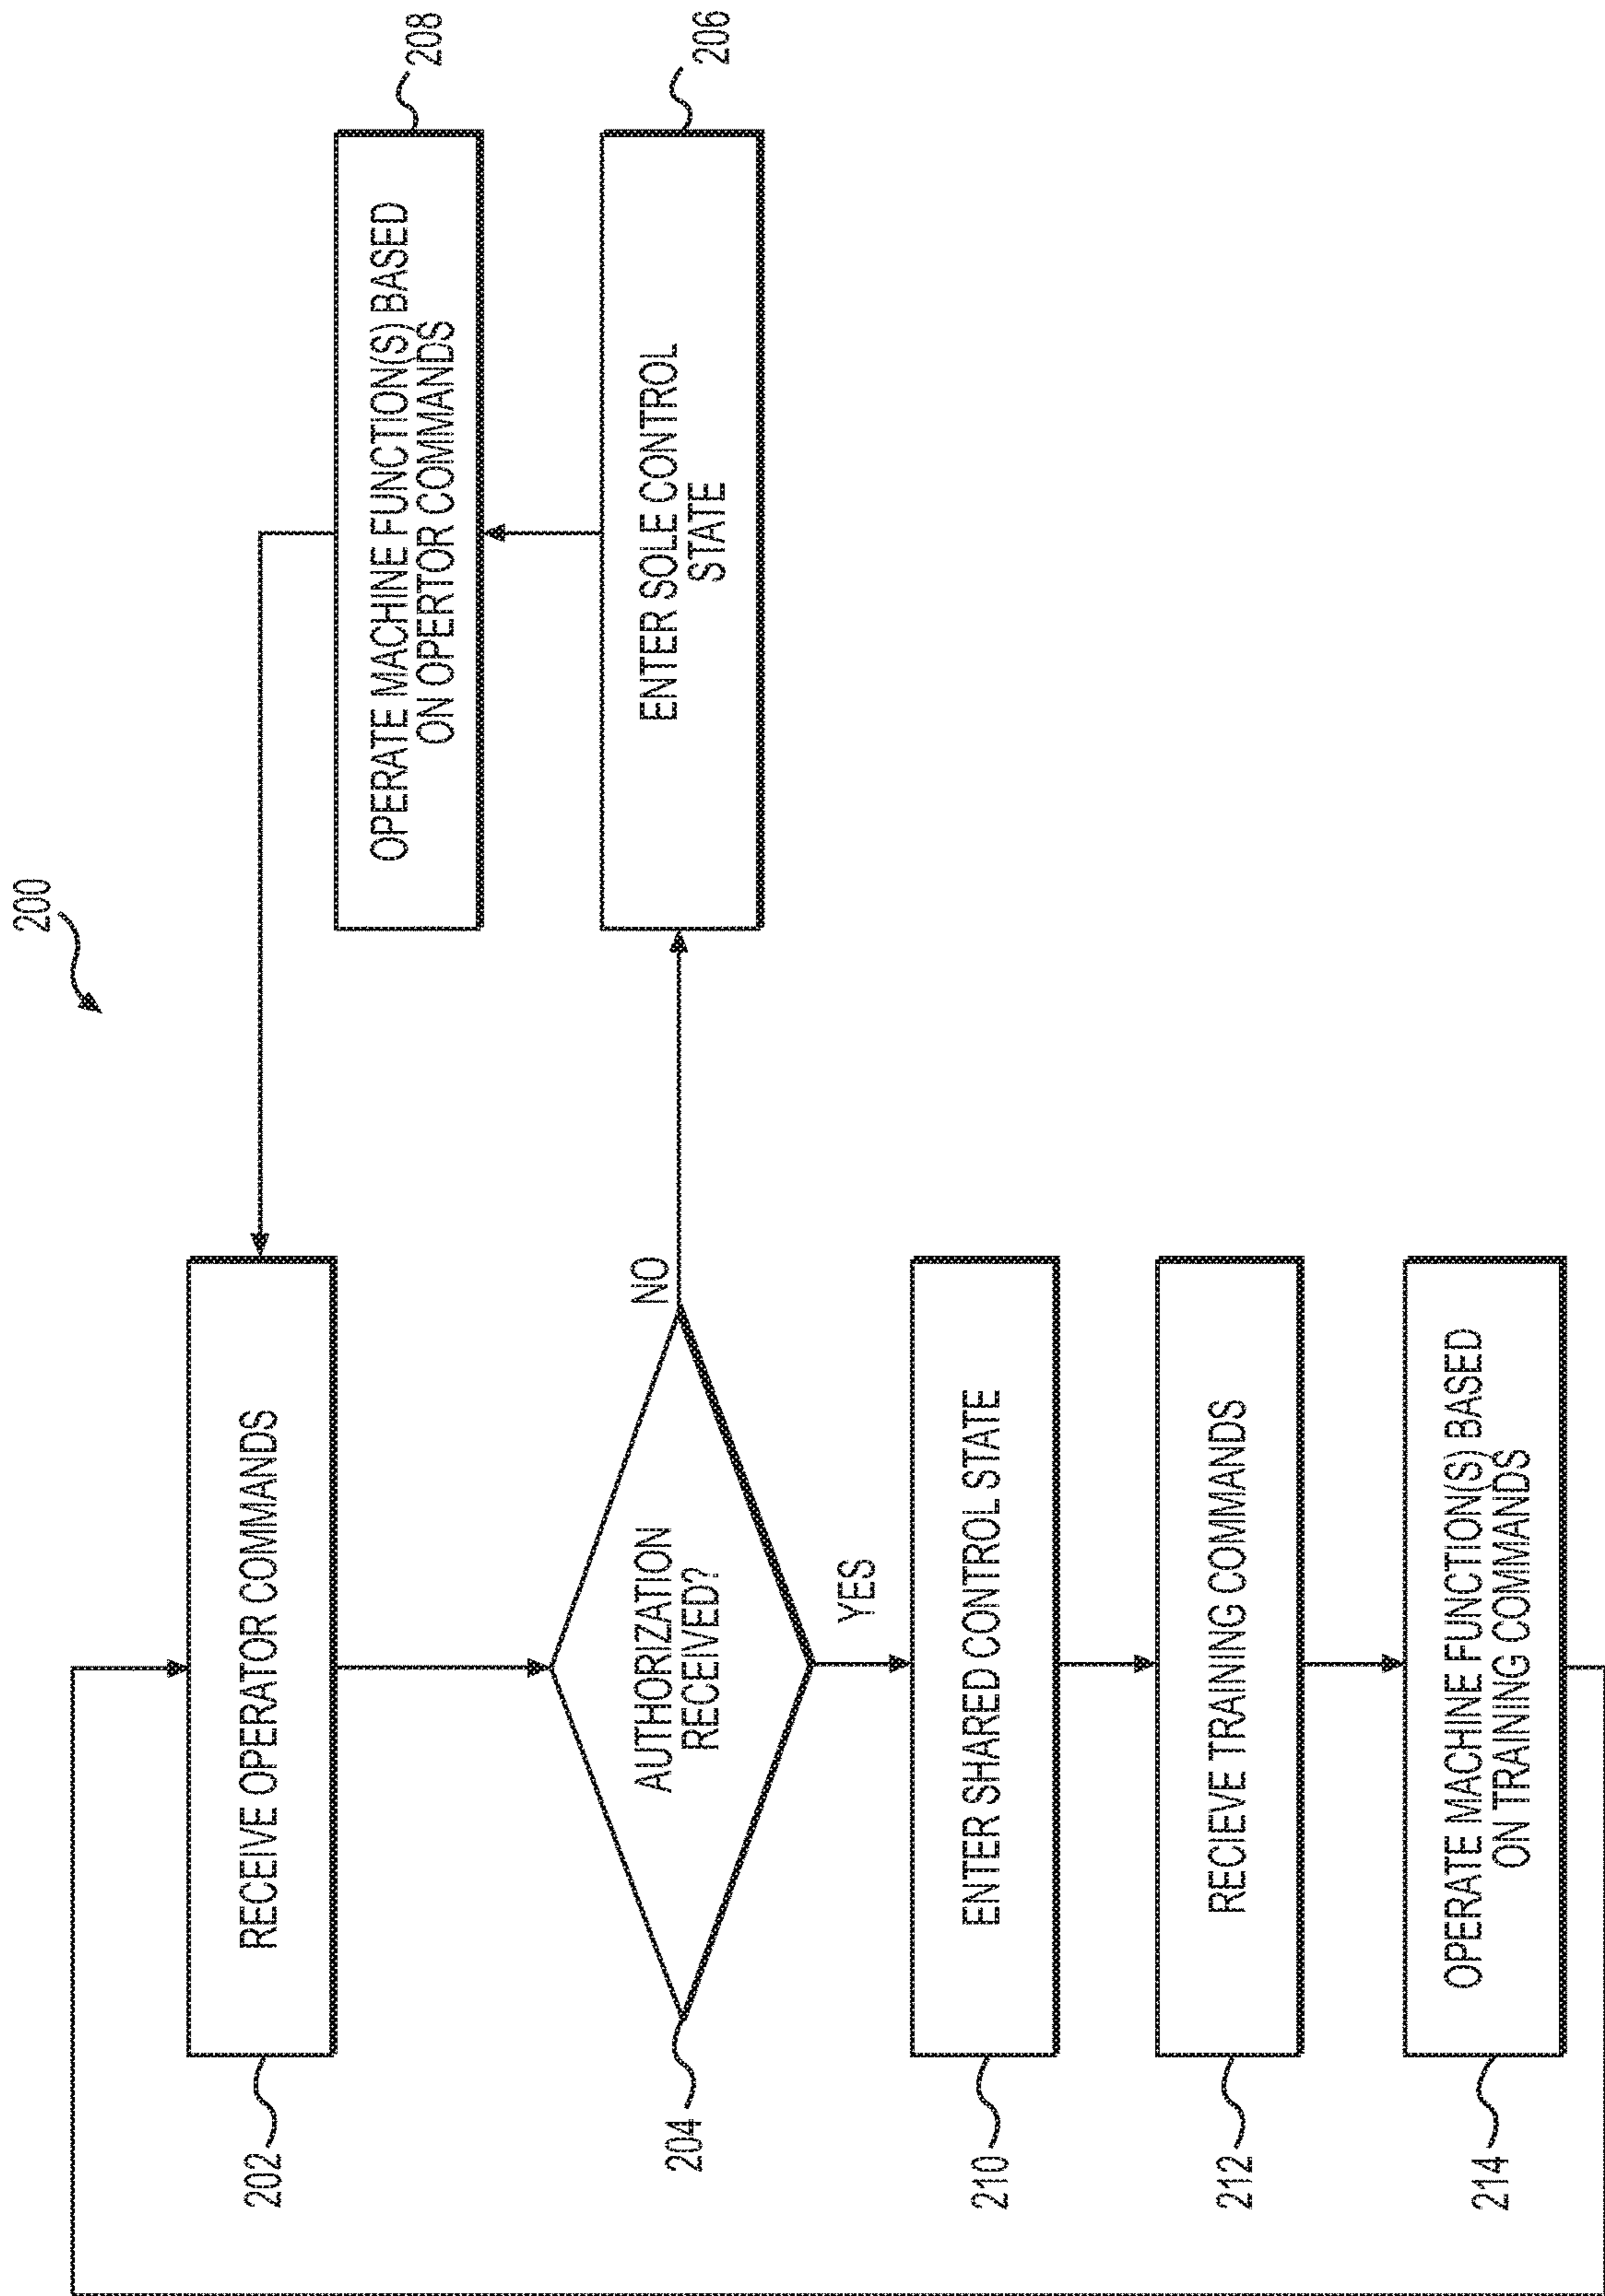 200
RECEIVE OPERATOR COMMANDS
202
AUTHORIZATION
RECEIVED?
204
NO
YES
ENTER SOLE CONTROL
STATE
206
OPERATE MACHINE FUNCTION(S) BASED
ON OPERTOR COMMANDS
208
ENTER SHARED CONTROL STATE
210
RECIEVE TRAINING COMMANDS
212
OPERATE MACHINE FUNCTION(S) BASED
ON TRAINING COMMANDS
214